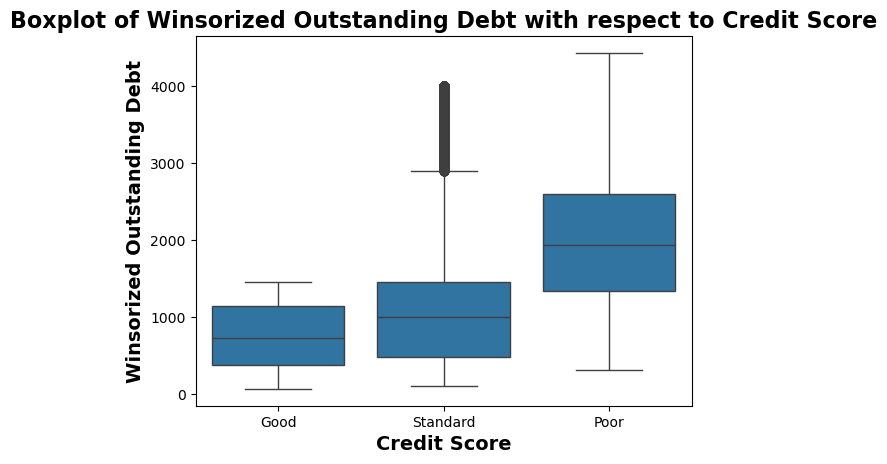 Boxplot of Winsorized Outstanding Debt with respect to Credit Score
Winsorized Outstanding Debt
4000
3000
2000
1000
0
Good Standard Poor
Credit Score